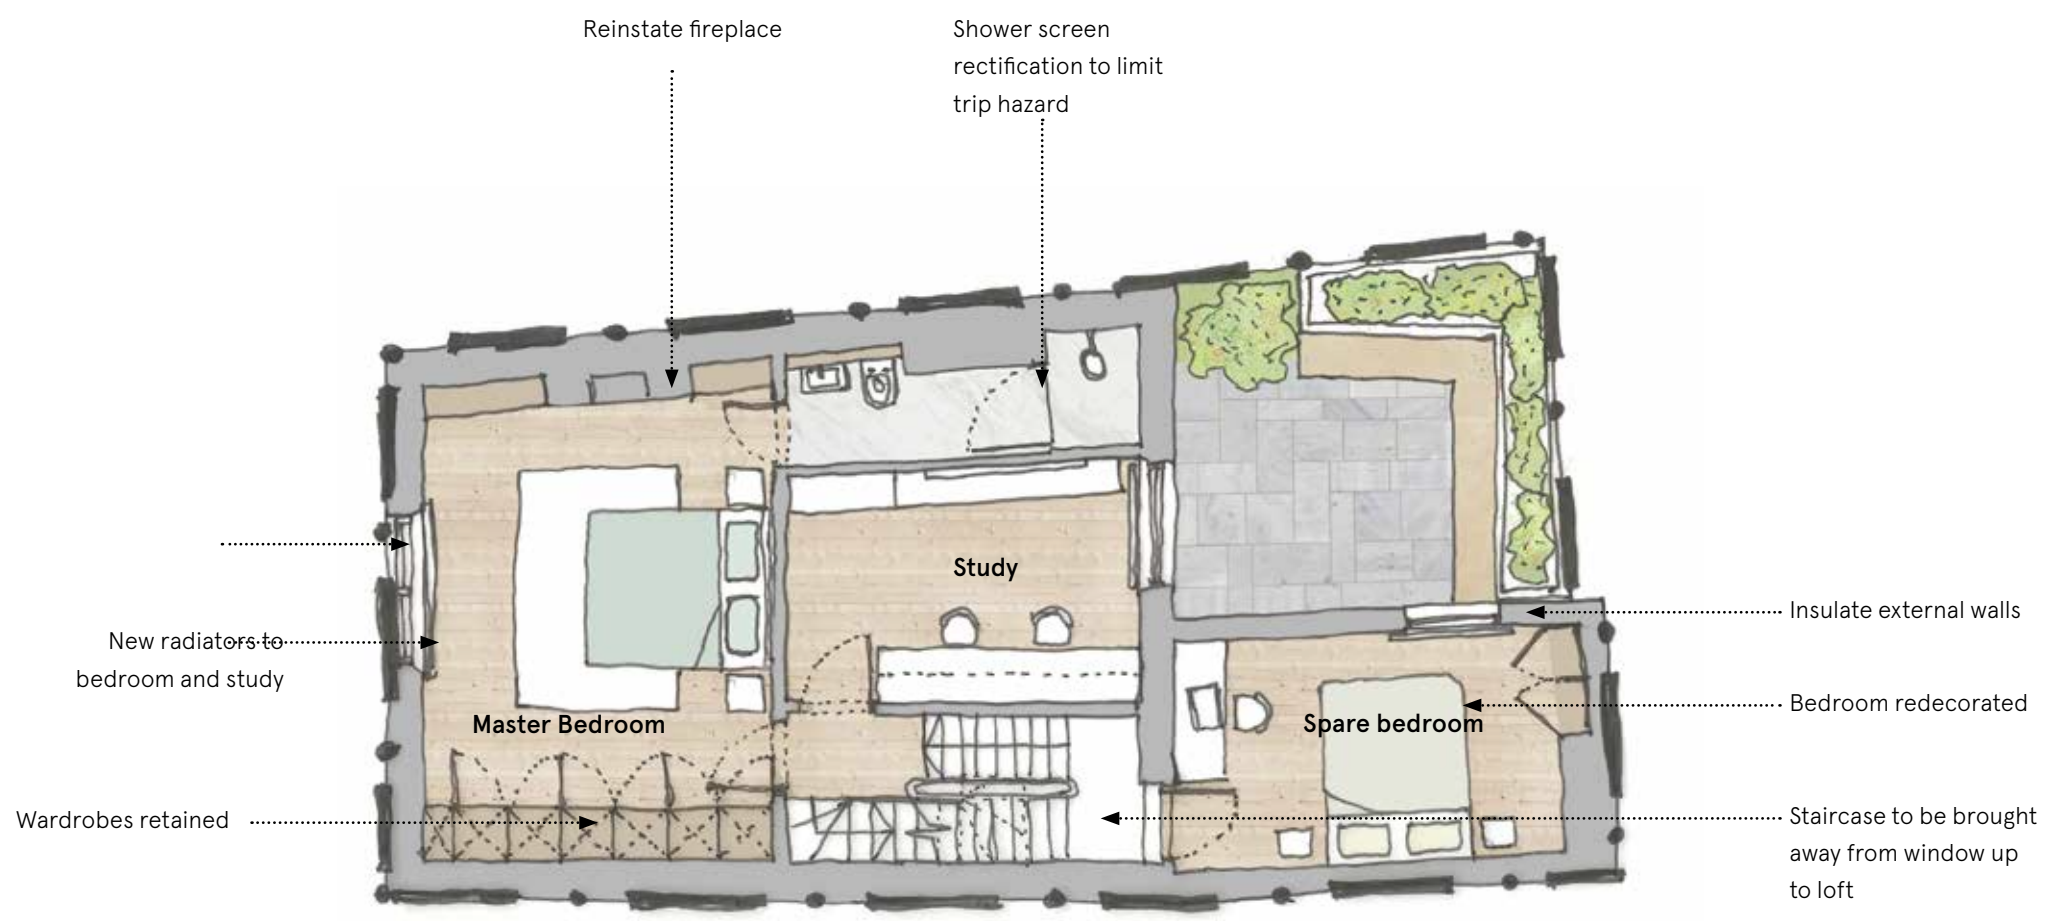 Reinstate fireplace
Shower screen
rectification to limit
trip hazard
Study
Insulate external walls
New radiators to
bedroom and study
Bedroom redecorated
Master Bedroom
Spare bedroom
Wardrobes retained
Staircase to be brought
away from window up
to loft